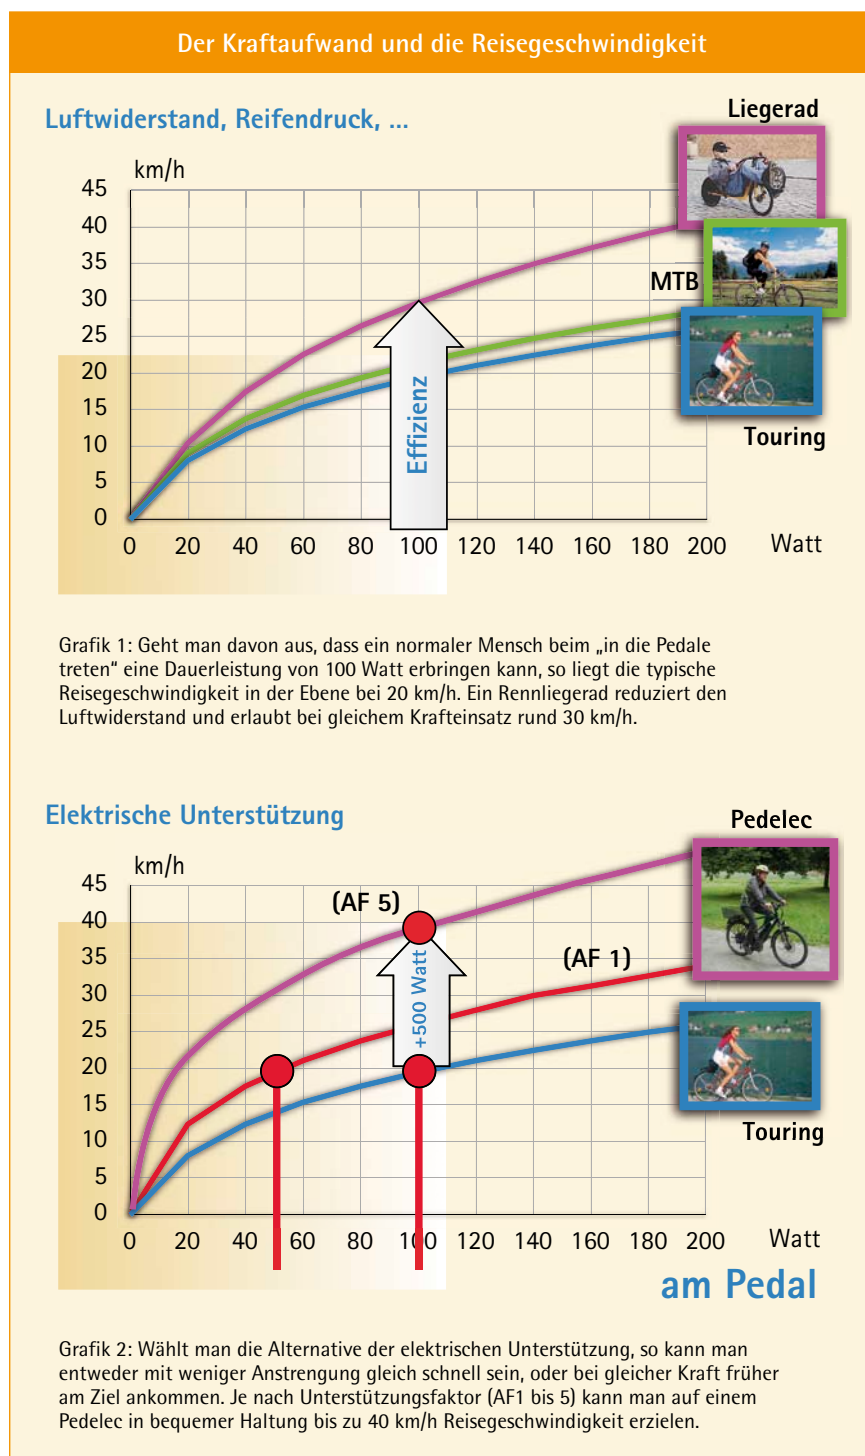 Der Kraftaufwand und die Reisegeschwindigkeit
Luftwiderstand, Reifendruck, ...
Liegerad
km/h
45
40
35
30
25
20
15
10
5
0
MTB
Effizienz
Touring
0 20 40 60 80 100 120 140 160 180 200 Watt
Grafik 1: Geht man davon aus, dass ein normaler Mensch beim „in die Pedale
treten“ eine Dauerleistung von 100 Watt erbringen kann, so liegt die typische
Reisegeschwindigkeit in der Ebene bei 20 km/h. Ein Rennliegerad reduziert den
Luftwiderstand und erlaubt bei gleichem Krafteinsatz rund 30 km/h.
Elektrische Unterstützung
Pedelec
km/h
45
40
35
30
25
20
15
10
5
0
(AF 5)
(AF 1)
+500 Watt
Touring
0 20 40 60 80 100 120 140 160 180 200 Watt
am Pedal
Grafik 2: Wählt man die Alternative der elektrischen Unterstützung, so kann man
entweder mit weniger Anstrengung gleich schnell sein, oder bei gleicher Kraft früher
am Ziel ankommen. Je nach Unterstützungsfaktor (AF1 bis 5) kann man auf einem
Pedelec in bequemer Haltung bis zu 40 km/h Reisegeschwindigkeit erzielen.